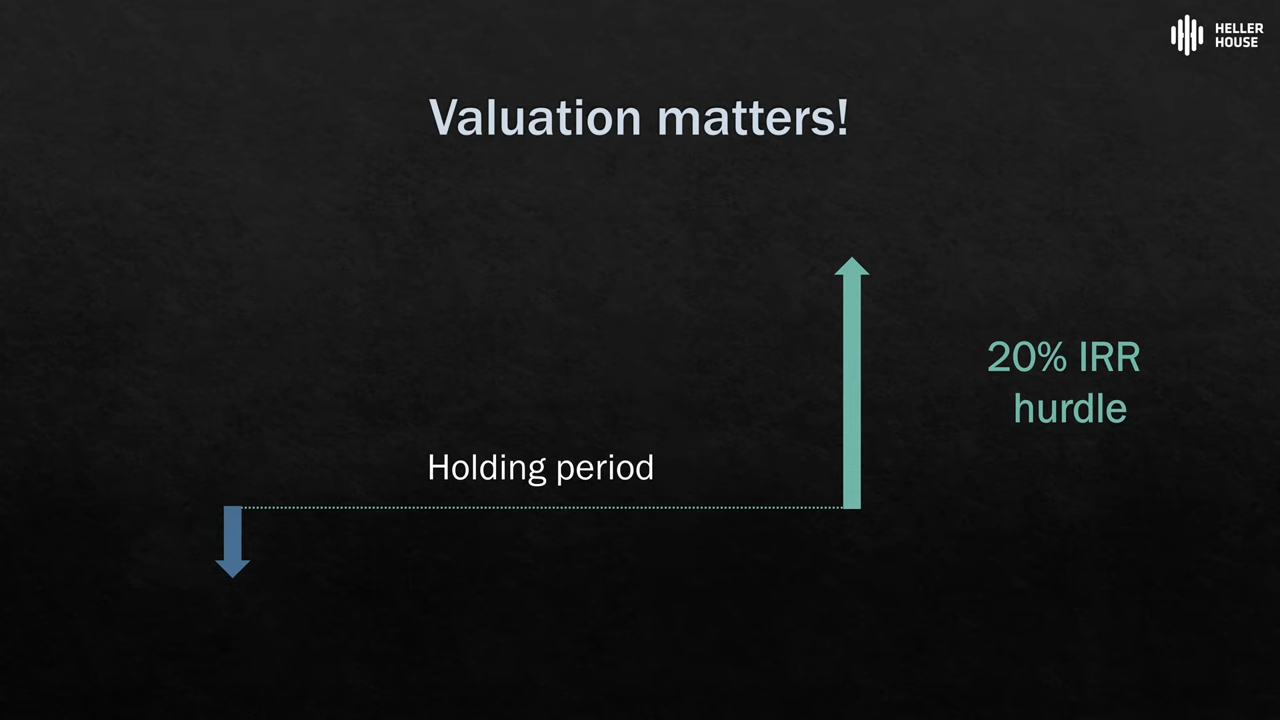 HELLER
HOUSE
Valuation matters!
20% IRR
hurdle
Holding period